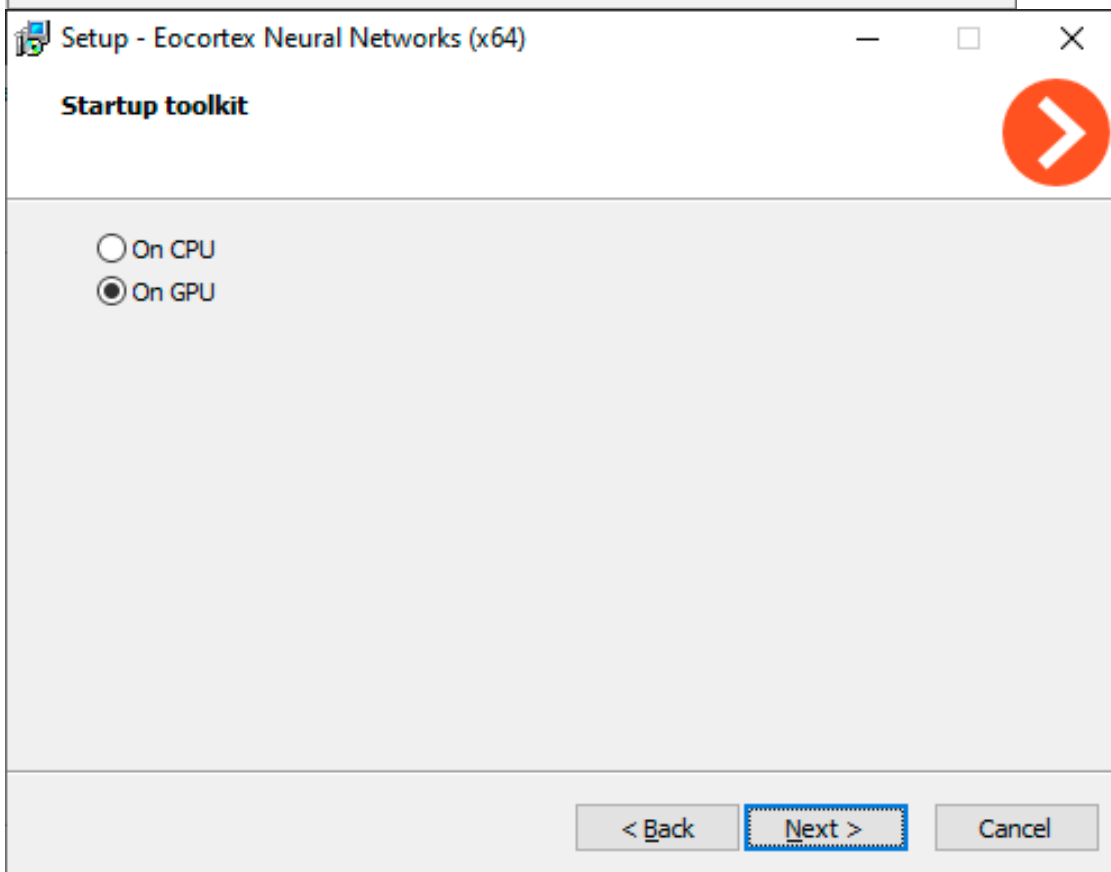 Setup - Eocortex Neural Networks (x64)
Startup toolkit
On CPU
On GPU
< Back
Next >
Cancel